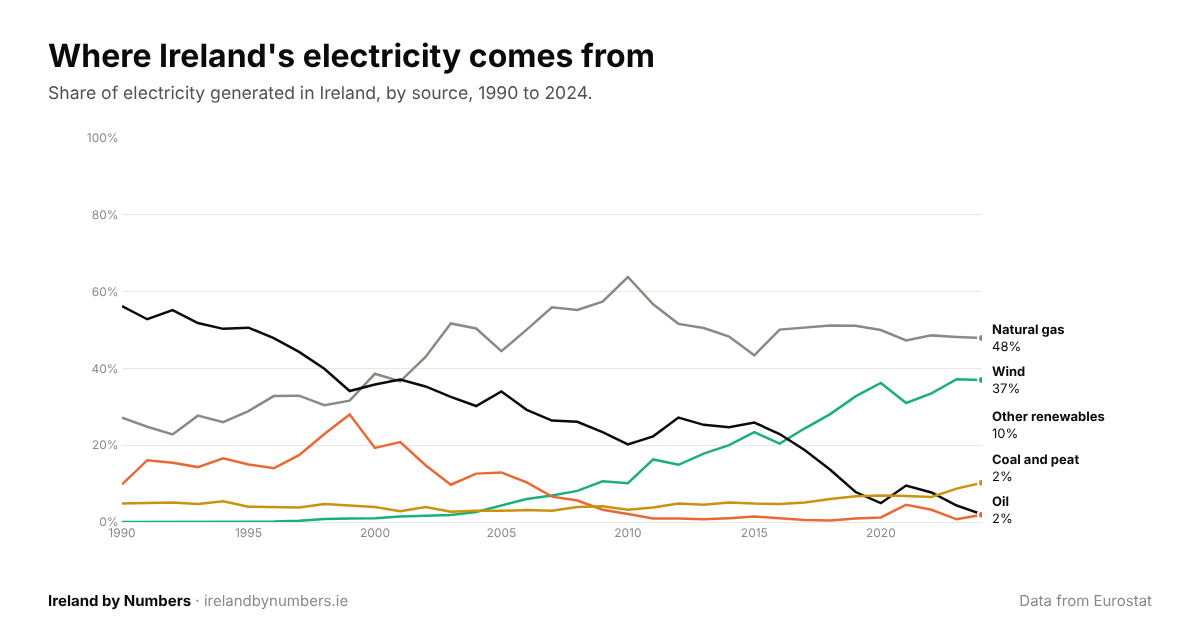 Where Ireland's electricity comes from
Share of electricity generated in Ireland, by source, 1990 to 2024.
100%
80%
60%
40%
20%
0%
1990
1995
2000
2005
2010
2015
2020
Natural gas
48%
Wind
37%
Other renewables
10%
Coal and peat
2%
Oil
2%
Ireland by Numbers · irelandbynumbers.ie
Data from Eurostat